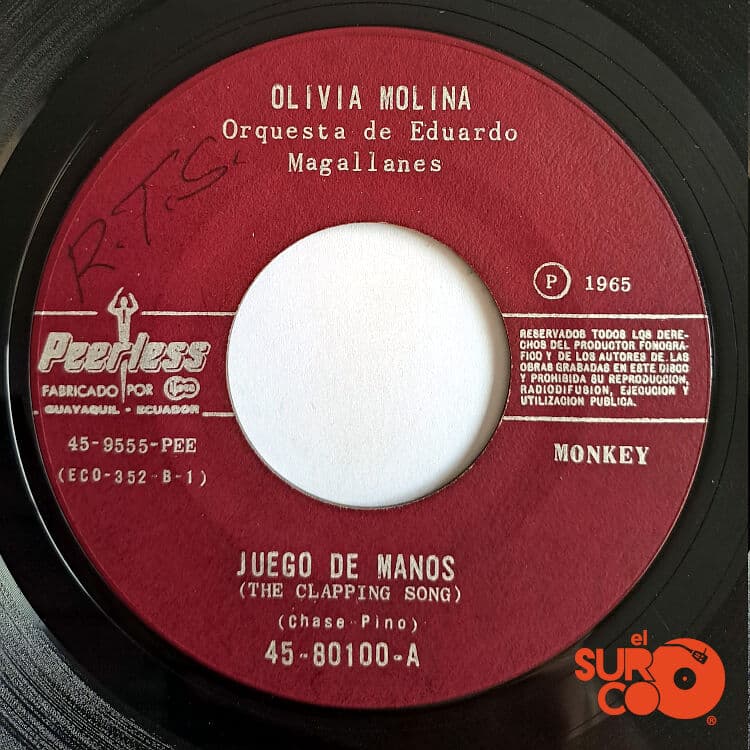 OLIVIA MOLINA
Orquesta de Eduardo
Magallanes
R.T.S.
P 1965
Peerless
FABRICADO POR
GUAYAQUIL - ECUADOR
RESERVADOS TODOS LOS DERE-
CHOS DEL PRODUCTOR FONOGRA-
FICO Y DE LOS AUTORES DE LAS
OBRAS GRABADAS EN ESTE DISCO
Y PROHIBIDA SU REPRODUCCION,
RADIODIFUSION, EJECUCION Y
UTILIZACION PUBLICA.
45-9555-PEE
(ECO-352-B-1)
MONKEY
JUEGO DE MANOS
(THE CLAPPING SONG)
(Chase Pino)
45-80100-A
el
SUR
CO
®